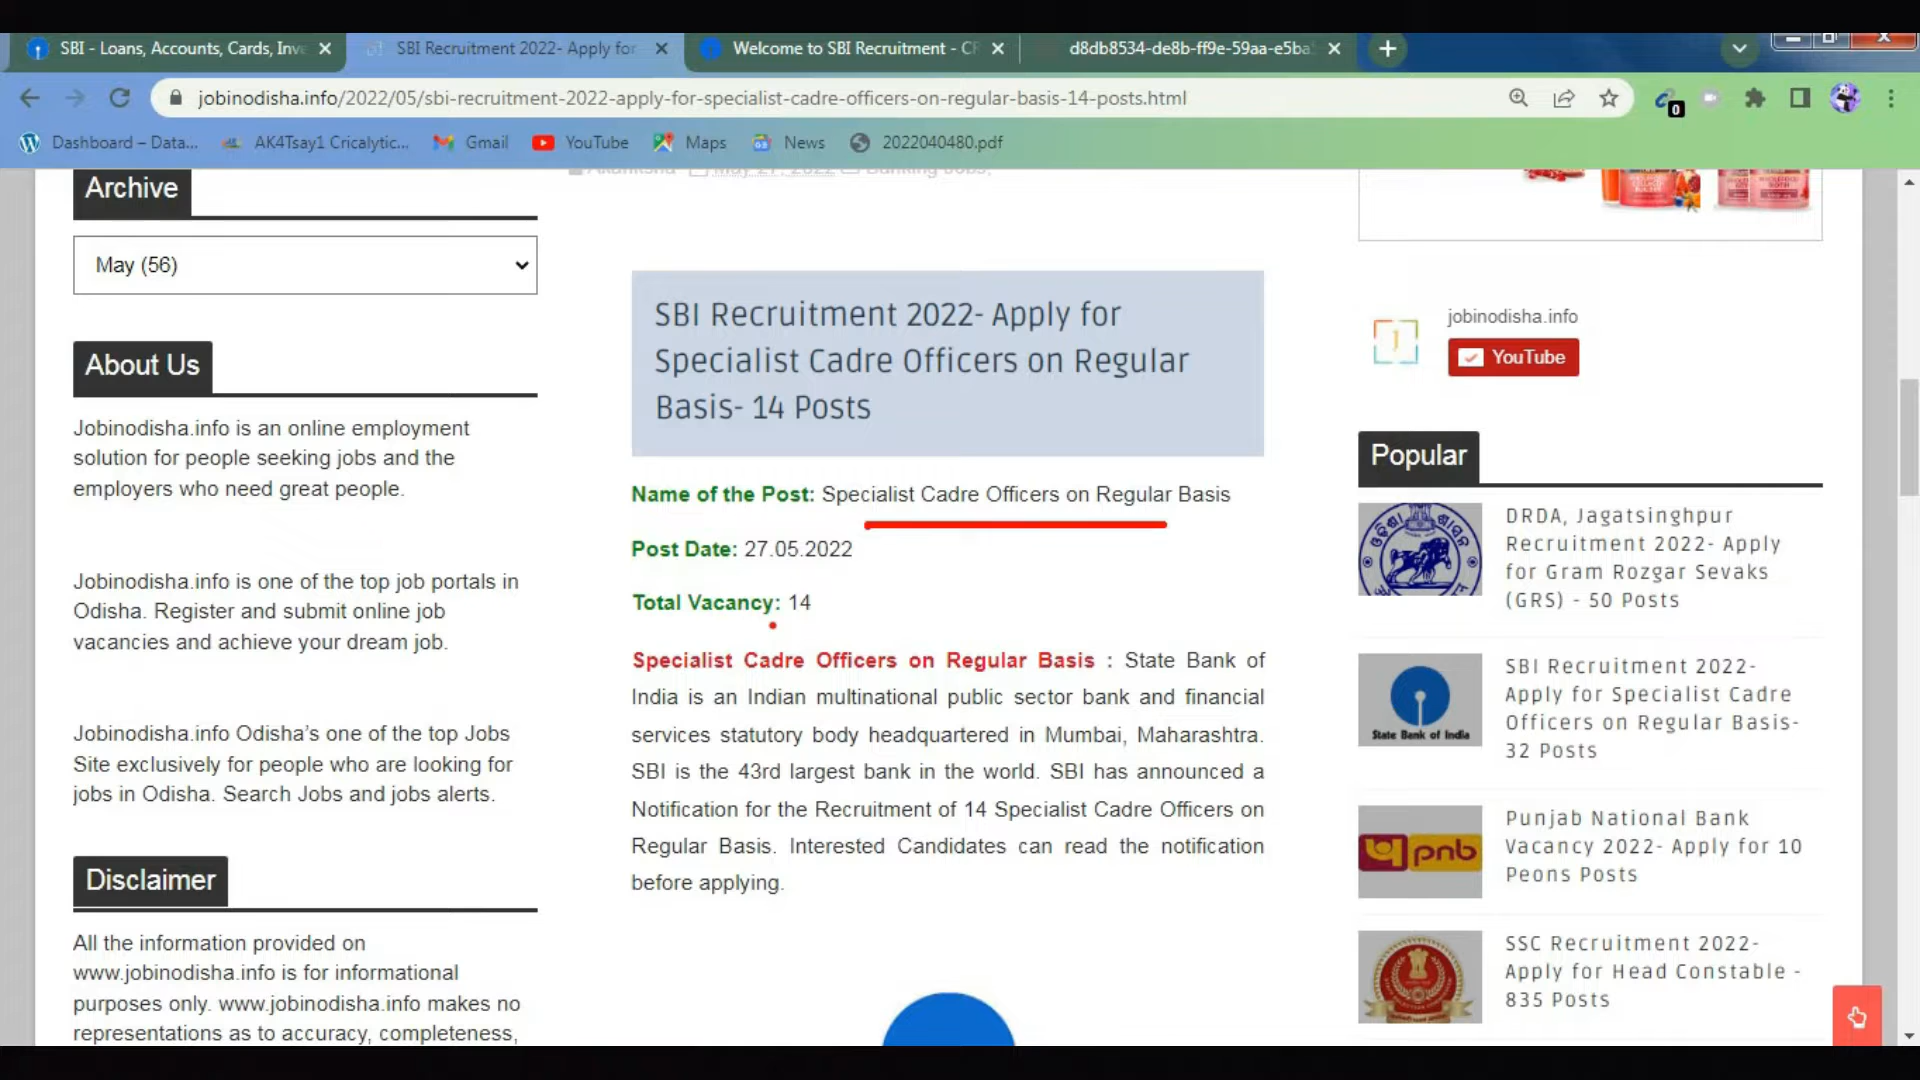 SBI - Loans, Accounts, Cards, Inve
SBI Recruitment 2022- Apply for
Welcome to SBI Recruitment - CR
d8db8534-de8b-ff9e-59aa-e5ba
jobinodisha.info/2022/05/sbi-recruitment-2022-apply-for-specialist-cadre-officers-on-regular-basis-14-posts.html
0
Dashboard – Data...
AK4Tsay1 Cricalytic...
Gmail
YouTube
Maps
News
2022040480.pdf
Archive
May (56)
About Us
Jobinodisha.info is an online employment
solution for people seeking jobs and the
employers who need great people.
Jobinodisha.info is one of the top job portals in
Odisha. Register and submit online job
vacancies and achieve your dream job.
Jobinodisha.info Odisha’s one of the top Jobs
Site exclusively for people who are looking for
jobs in Odisha. Search Jobs and jobs alerts.
Disclaimer
All the information provided on
www.jobinodisha.info is for informational
purposes only. www.jobinodisha.info makes no
representations as to accuracy, completeness,
Akanksha May 27, 2022 Banking Jobs,
SBI Recruitment 2022- Apply for
Specialist Cadre Officers on Regular
Basis- 14 Posts
Name of the Post: Specialist Cadre Officers on Regular Basis
Post Date: 27.05.2022
Total Vacancy: 14
Specialist Cadre Officers on Regular Basis : State Bank of
India is an Indian multinational public sector bank and financial
services statutory body headquartered in Mumbai, Maharashtra.
SBI is the 43rd largest bank in the world. SBI has announced a
Notification for the Recruitment of 14 Specialist Cadre Officers on
Regular Basis. Interested Candidates can read the notification
before applying.
jobinodisha.info
YouTube
Popular
DRDA, Jagatsinghpur
Recruitment 2022- Apply
for Gram Rozgar Sevaks
(GRS) - 50 Posts
State Bank of India
SBI Recruitment 2022-
Apply for Specialist Cadre
Officers on Regular Basis-
32 Posts
pnb
Punjab National Bank
Vacancy 2022- Apply for 10
Peons Posts
SSC Recruitment 2022-
Apply for Head Constable -
835 Posts